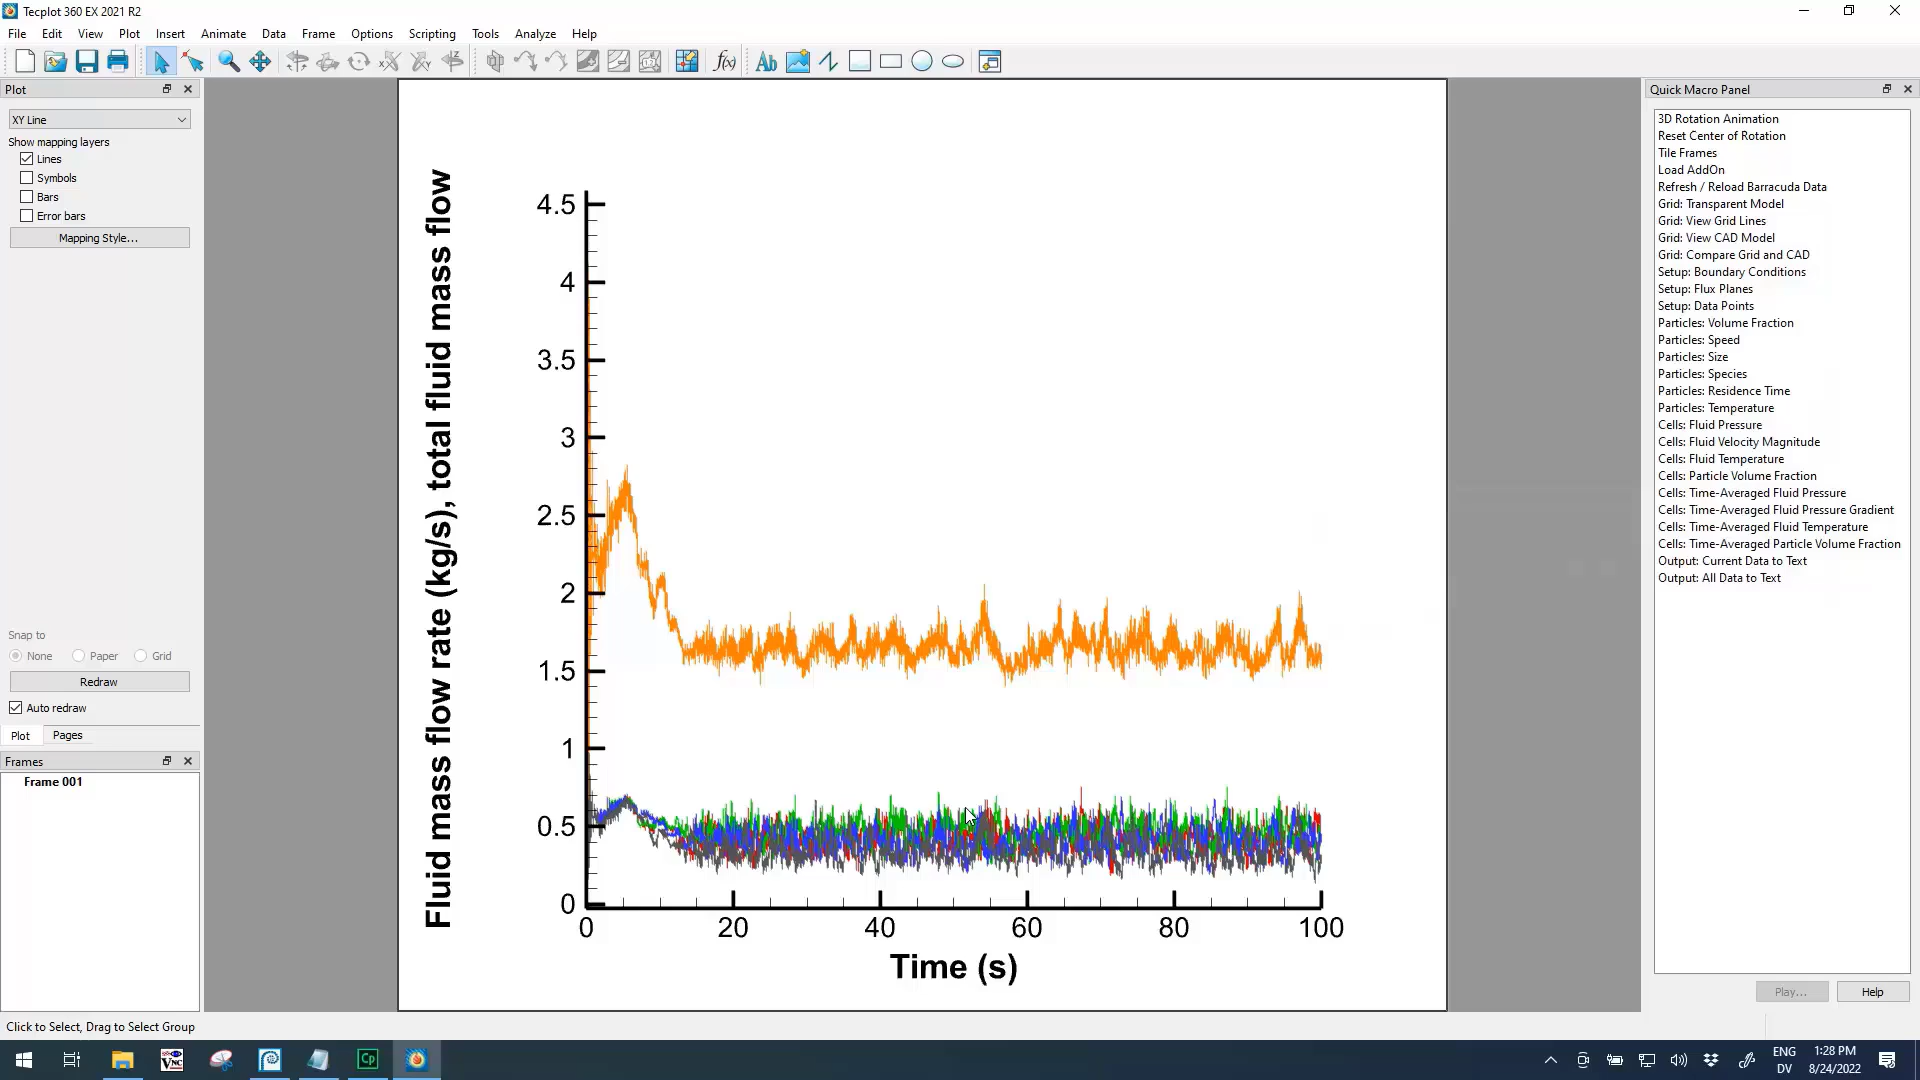 Tecplot 360 EX 2021 R2
File Edit View Plot Insert Animate Data Frame Options Scripting Tools Analyze Help
Plot
XY Line
Show mapping layers
Lines
Symbols
Bars
Error bars
Mapping Style...
Snap to
None Paper Grid
Redraw
Auto redraw
Plot Pages
Frames
Frame 001
Fluid mass flow rate (kg/s), total fluid mass flow
4.5
4
3.5
3
2.5
2
1.5
1
0.5
0
0 20 40 60 80 100
Time (s)
Quick Macro Panel
3D Rotation Animation
Reset Center of Rotation
Tile Frames
Load AddOn
Refresh / Reload Barracuda Data
Grid: Transparent Model
Grid: View Grid Lines
Grid: View CAD Model
Grid: Compare Grid and CAD
Setup: Boundary Conditions
Setup: Flux Planes
Setup: Data Points
Particles: Volume Fraction
Particles: Speed
Particles: Size
Particles: Species
Particles: Residence Time
Particles: Temperature
Cells: Fluid Pressure
Cells: Fluid Velocity Magnitude
Cells: Fluid Temperature
Cells: Particle Volume Fraction
Cells: Time-Averaged Fluid Pressure
Cells: Time-Averaged Fluid Pressure Gradient
Cells: Time-Averaged Fluid Temperature
Cells: Time-Averaged Particle Volume Fraction
Output: Current Data to Text
Output: All Data to Text
Play... Help
Click to Select, Drag to Select Group
ENG
DV
1:28 PM
8/24/2022